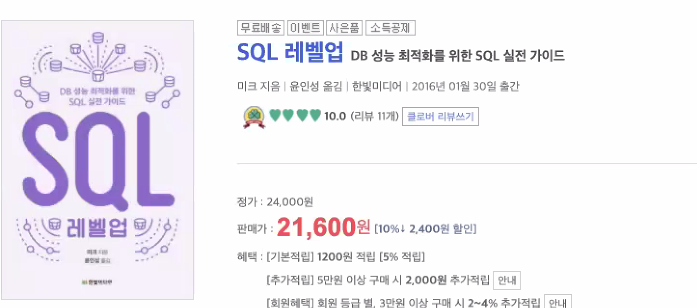 DB 성능 최적화를 위한
SQL 실전 가이드
SQL
레벨업
미크 지음
윤인성 옮김
한빛미디어
무료배송 이벤트 사은품 소득공제
SQL 레벨업 DB 성능 최적화를 위한 SQL 실전 가이드
미크 지음 | 윤인성 옮김 | 한빛미디어 | 2016년 01월 30일 출간
10.0 (리뷰 11개) 클로버 리뷰쓰기
정가 : 24,000원
판매가 : 21,600원 [10%↓ 2,400원 할인]
혜택 : [기본적립] 1200원 적립 [5% 적립]
[추가적립] 5만원 이상 구매 시 2,000원 추가적립 안내
[회원혜택] 회원 등급 별, 3만원 이상 구매 시 2~4% 추가적립 안내